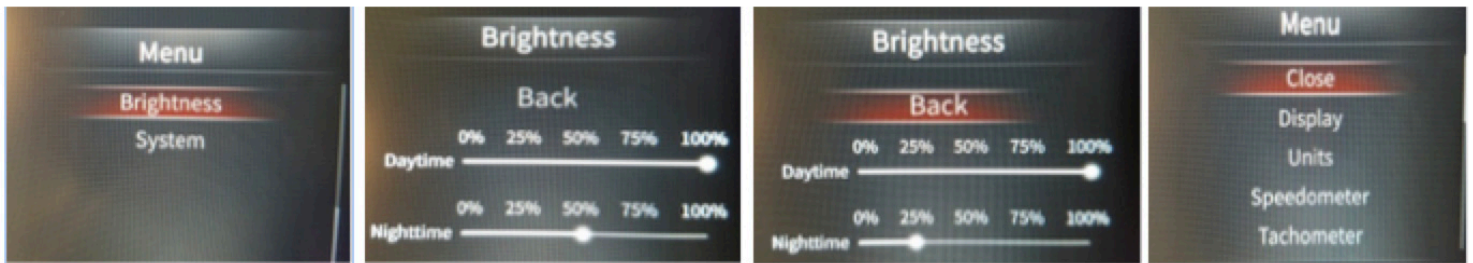 Menu
Brightness
System
Brightness
Back
0% 25% 50% 75% 100%
Daytime
0% 25% 50% 75% 100%
Nighttime
Brightness
Back
0% 25% 50% 75% 100%
Daytime
0% 25% 50% 75% 100%
Nighttime
Menu
Close
Display
Units
Speedometer
Tachometer